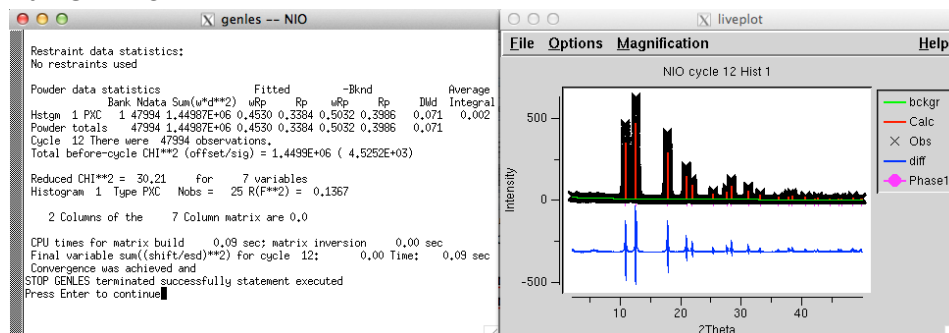 genles -- NIO
Restraint data statistics:
No restraints used
Powder data statistics Fitted -Bknd Average
Bank Ndata Sum(w*d**2) wRp Rp wRp Rp DWd Integral
Hstgm 1 PXC 1 47994 1.44987E+06 0.4530 0.3384 0.5032 0.3986 0.071 0.002
Powder totals 47994 1.44987E+06 0.4530 0.3384 0.5032 0.3986 0.071
Cycle 12 There were 47994 observations.
Total before-cycle CHI**2 (offset/sig) = 1.4499E+06 ( 4.5252E+03)
Reduced CHI**2 = 30.21 for 7 variables
Histogram 1 Type PXC Nobs = 25 R(F**2) = 0.1367
2 Columns of the 7 Column matrix are 0.0
CPU times for matrix build 0.09 sec; matrix inversion 0.00 sec
Final variable sum((shift/esd)**2) for cycle 12: 0.00 Time: 0.09 sec
Convergence was achieved and
STOP GENLES terminated successfully statement executed
Press Enter to continue
liveplot
File Options Magnification Help
NIO cycle 12 Hist 1
bckgr
Calc
Obs
diff
Phase1
Intensity
500
0
-500
10 20 30 40
2Theta